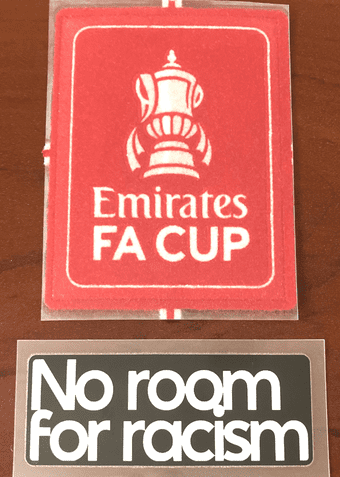 Emirates
FA CUP
No room
for racism